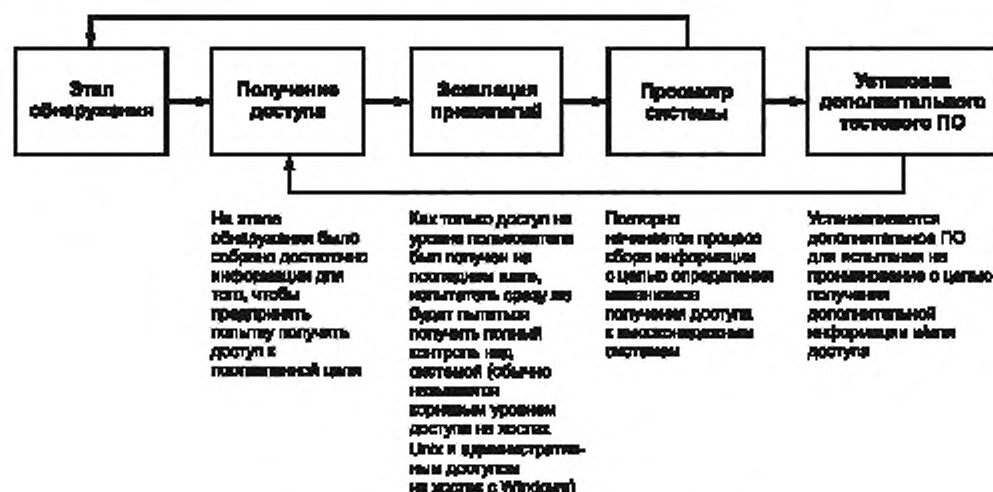 Этап
обнаружения
Получение
доступа
Эскалация
привилегий
Просмотр
системы
Установка
дополнительного
тестового ПО
На этапе
обнаружения было
собрано достаточно
информации для
того, чтобы
предпринять
попытку получить
доступ к
поставленной цели
Как только доступ на
уровне пользователя
был получен на
последнем шаге,
испытатель сразу же
будет пытаться
получить полный
контроль над
системой (обычно
называется
корневым уровнем
доступа на хостах
Unix и административ-
ным доступом
на хостах с Windows)
Повторно
начинается процесс
сбора информации
с целью определения
механизмов
получения доступа
к высоконадежным
системам
Устанавливается
дополнительное ПО
для испытания на
проникновение с целью
получения
дополнительной
информации и/или
доступа